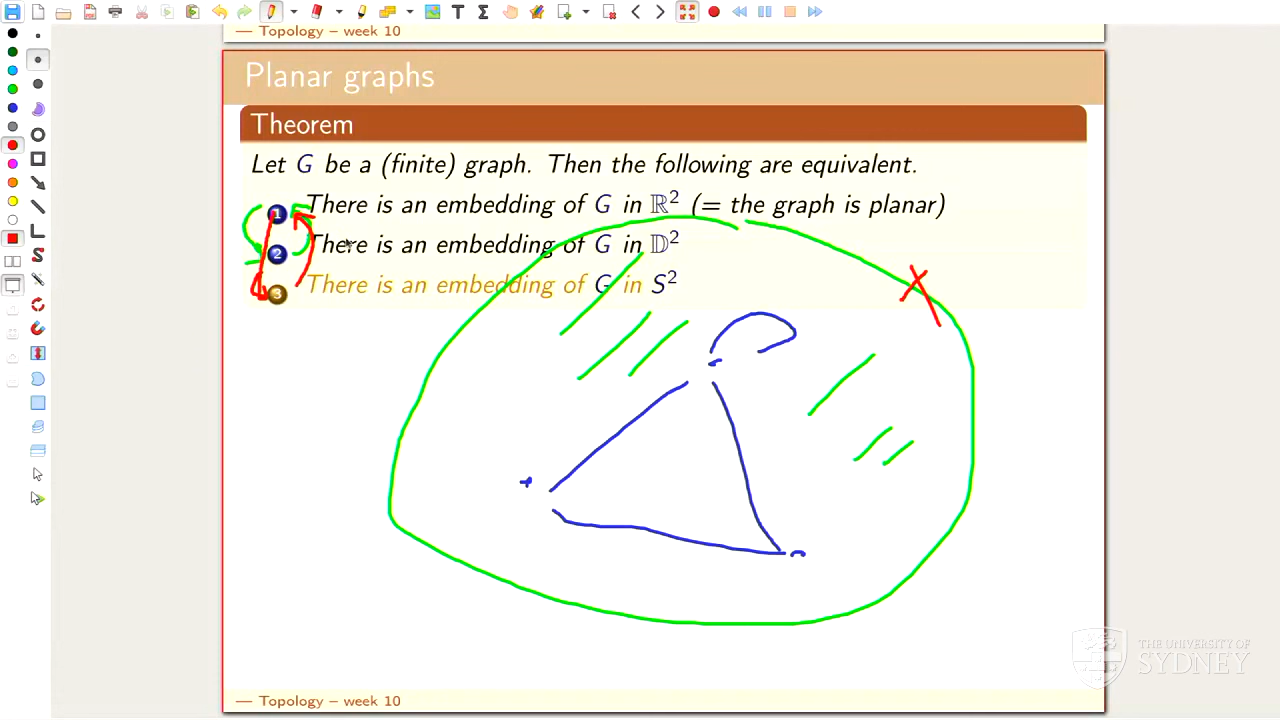 — Topology – week 10
Planar graphs
Theorem
Let G be a (finite) graph. Then the following are equivalent.
1 There is an embedding of G in ℝ² (= the graph is planar)
2 There is an embedding of G in 𝔻²
3 There is an embedding of G in S²
THE UNIVERSITY OF
SYDNEY
— Topology – week 10